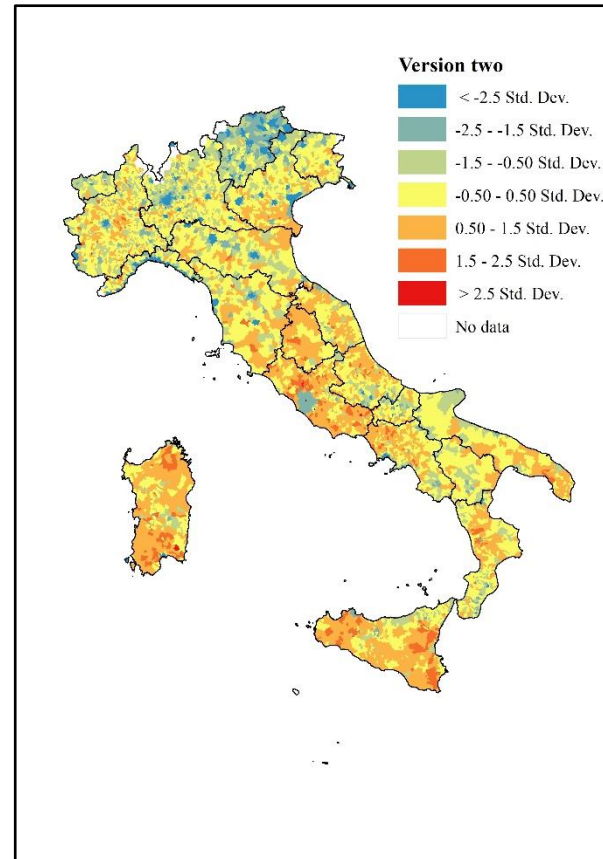 Version two
< -2.5 Std. Dev.
-2.5 - -1.5 Std. Dev.
-1.5 - -0.50 Std. Dev.
-0.50 - 0.50 Std. Dev.
0.50 - 1.5 Std. Dev.
1.5 - 2.5 Std. Dev.
> 2.5 Std. Dev.
No data